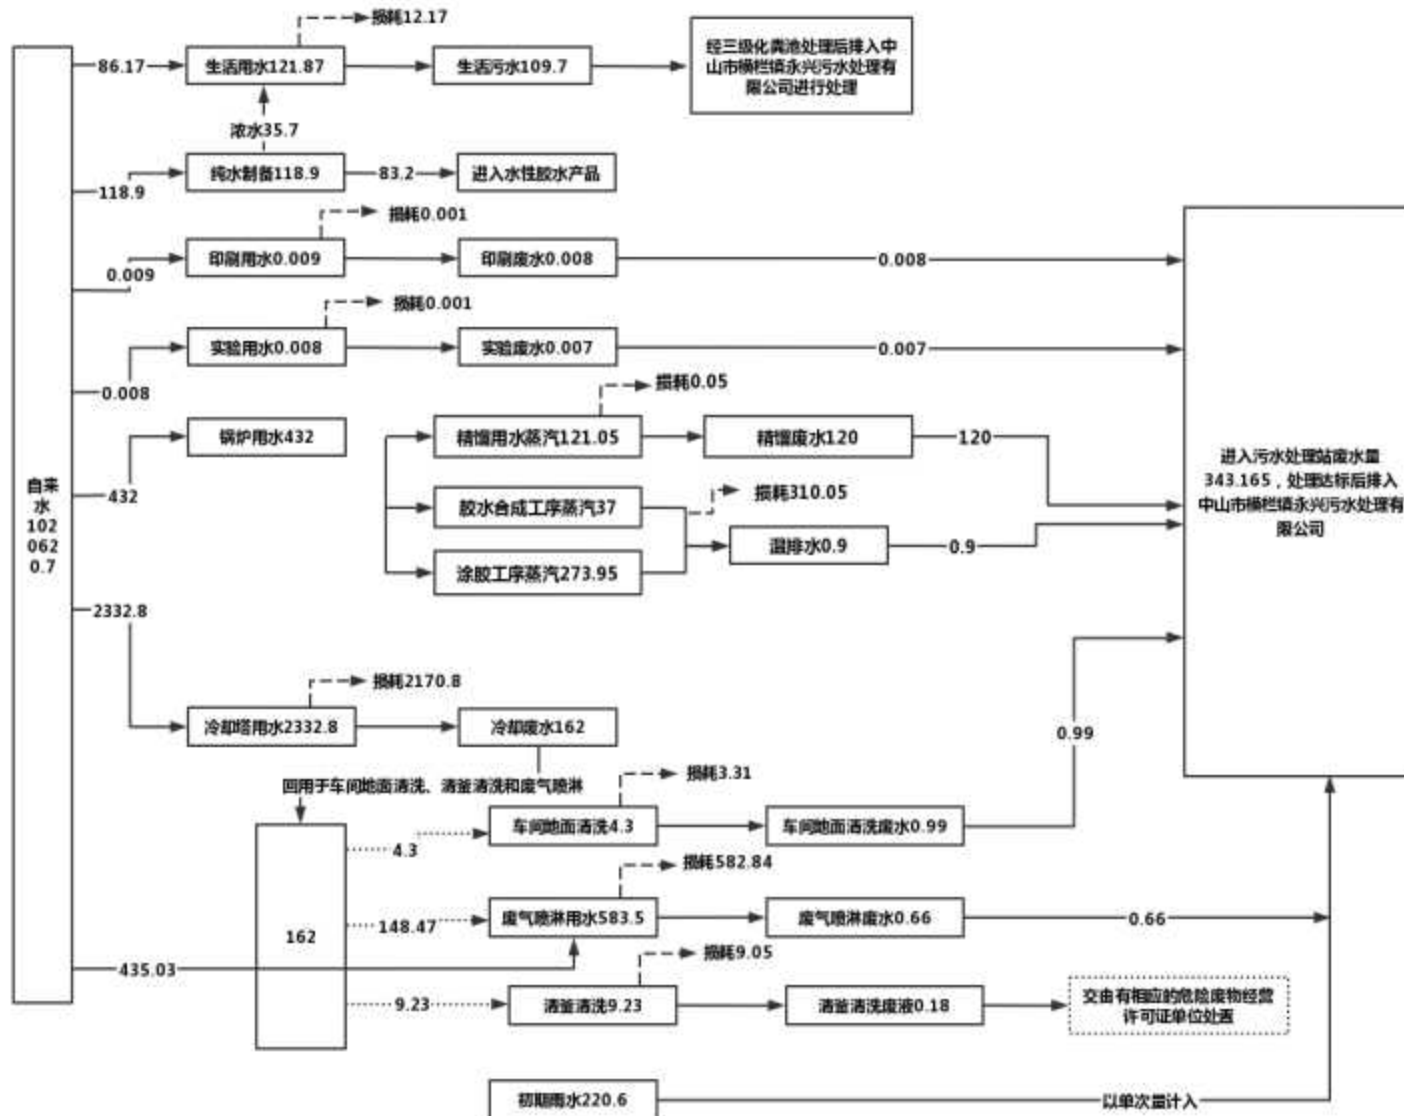 损耗12.17
86.17
生活用水121.87
生活污水109.7
经三级化粪池处理后排入中
山市横栏镇永兴污水处理有
限公司进行处理
浓水35.7
118.9
纯水制备118.9
83.2
进入水性胶水产品
损耗0.001
0.009
印刷用水0.009
印刷废水0.008
0.008
损耗0.001
0.008
实验用水0.008
实验废水0.007
0.007
损耗0.05
锅炉用水432
精馏用水蒸汽121.05
精馏废水120
120
自来
水
102
062
0.7
432
胶水合成工序蒸汽37
损耗310.05
温排水0.9
0.9
涂胶工序蒸汽273.95
进入污水处理站废水量
343.165，处理达标后排入
中山市横栏镇永兴污水处理有
限公司
2332.8
损耗2170.8
冷却塔用水2332.8
冷却废水162
0.99
回用于车间地面清洗、清釜清洗和废气喷淋
损耗3.31
4.3
车间地面清洗4.3
车间地面清洗废水0.99
损耗582.84
162
148.47
废气喷淋用水583.5
废气喷淋废水0.66
0.66
435.03
损耗9.05
9.23
清釜清洗9.23
清釜清洗废液0.18
交由有相应的危险废物经营
许可证单位处置
初期雨水220.6
以单次量计入